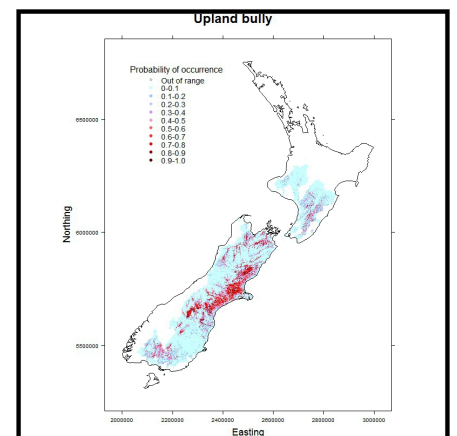 Upland bully
Probability of occurrence
Out of range
0-0.1
0.1-0.2
0.2-0.3
0.3-0.4
0.4-0.5
0.5-0.6
0.6-0.7
0.7-0.8
0.8-0.9
0.9-1.0
Northing
6500000
6000000
5500000
2000000 2200000 2400000 2600000 2800000 3000000
Easting